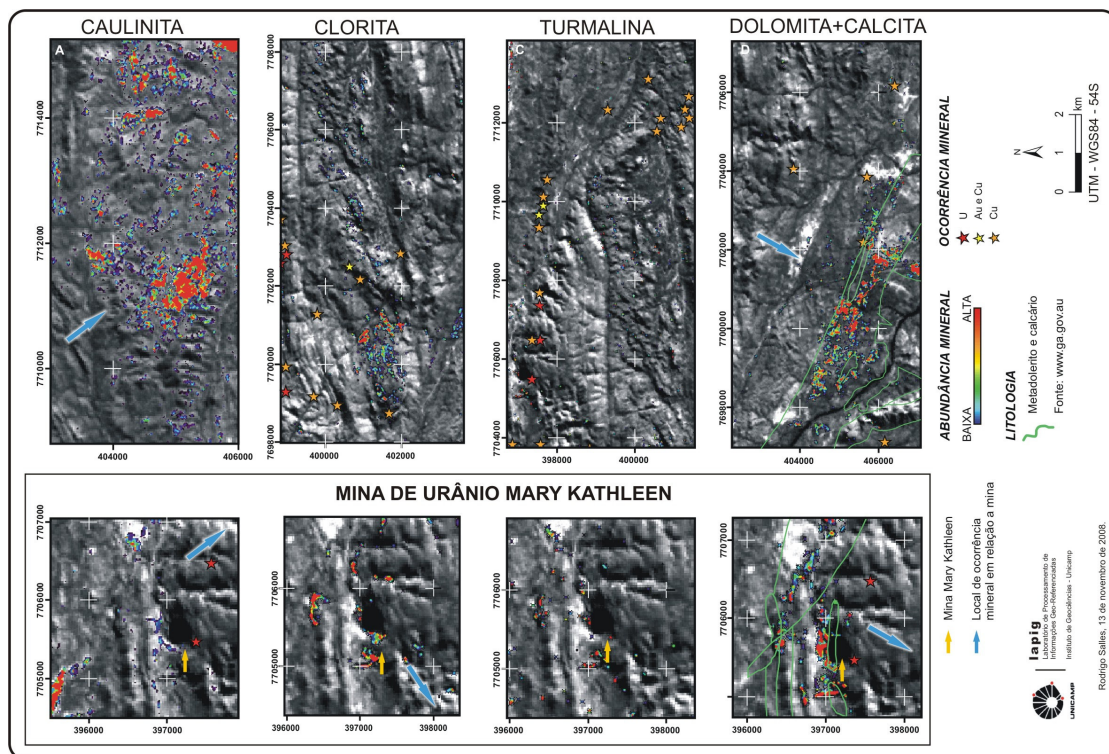 CAULINITA
CLORITA
TURMALINA
DOLOMITA+CALCITA
A
7714000
7712000
7710000
404000
406000
7708000
7706000
7704000
7702000
7700000
7698000
400000
402000
C
7712000
7710000
7708000
7706000
7704000
398000
400000
D
7706000
7704000
7702000
7700000
7698000
404000
406000
MINA DE URÂNIO MARY KATHLEEN
7707000
7706000
7705000
396000
397000
7706000
7705000
396000
397000
398000
7706000
7705000
396000
397000
7707000
7706000
7705000
396000
397000
398000
OCORRÊNCIA MINERAL
U
Au e Cu
Cu
N
0 1 2
km
UTM - WGS84 - 54S
ABUNDÂNCIA MINERAL
BAIXA
ALTA
LITOLOGIA
Metadolerito e calcário
Fonte: www.ga.gov.au
Mina Mary Kathleen
Local de ocorrência
mineral em relação a mina
lapig
Laboratório de Processamento de
Informações Geo-Referenciadas
Instituto de Geociências - Unicamp
UNICAMP
Rodrigo Salles, 13 de novembro de 2008.